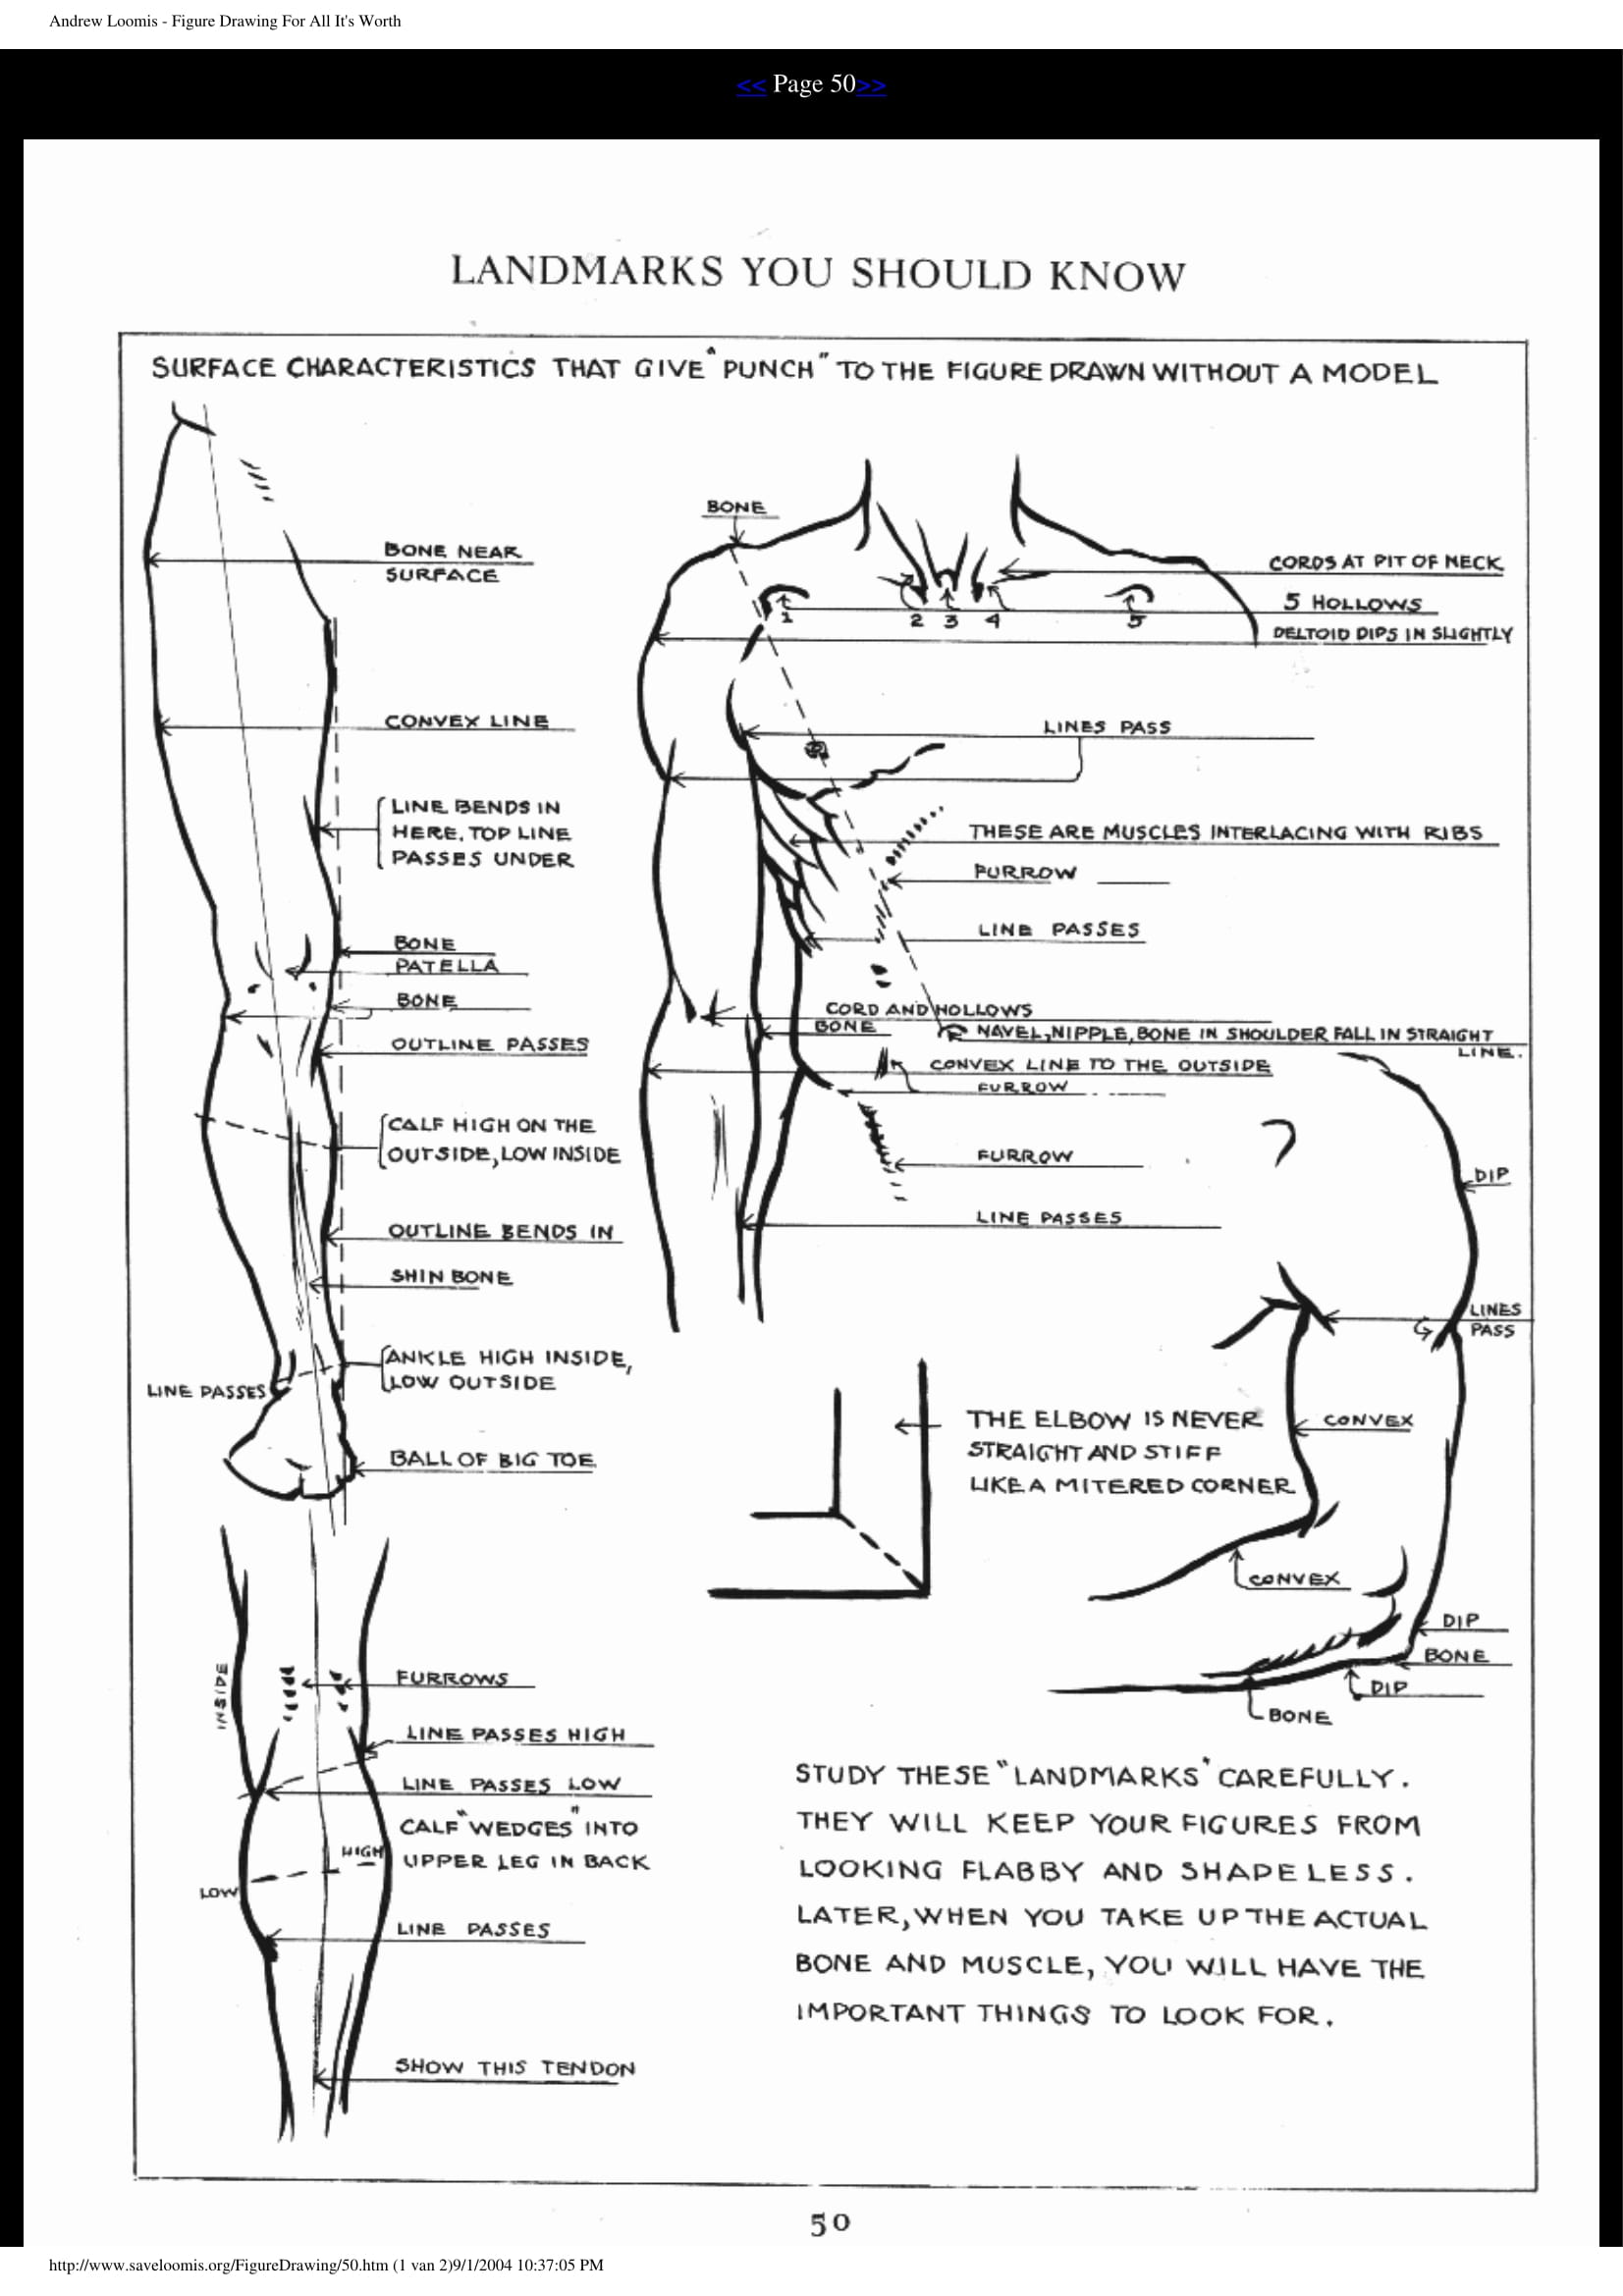 Andrew Loomis - Figure Drawing For All It's Worth
<< Page 50>>
LANDMARKS YOU SHOULD KNOW
SURFACE CHARACTERISTICS THAT GIVE "PUNCH" TO THE FIGURE DRAWN WITHOUT A MODEL
BONE NEAR
SURFACE
CONVEX LINE
LINE BENDS IN
HERE. TOP LINE
PASSES UNDER
BONE
PATELLA
BONE
OUTLINE PASSES
CALF HIGH ON THE
OUTSIDE, LOW INSIDE
OUTLINE BENDS IN
SHIN BONE
ANKLE HIGH INSIDE,
LOW OUTSIDE
LINE PASSES
BALL OF BIG TOE
BONE
CORDS AT PIT OF NECK
5 HOLLOWS
1 2 3 4 5
DELTOID DIPS IN SLIGHTLY
LINES PASS
THESE ARE MUSCLES INTERLACING WITH RIBS
FURROW
LINE PASSES
CORD AND HOLLOWS
BONE
NAVEL, NIPPLE, BONE IN SHOULDER FALL IN STRAIGHT
LINE.
CONVEX LINE TO THE OUTSIDE
FURROW
FURROW
LINE PASSES
DIP
LINES
PASS
THE ELBOW IS NEVER
STRAIGHT AND STIFF
LIKE A MITERED CORNER
CONVEX
CONVEX
DIP
BONE
DIP
BONE
INSIDE
FURROWS
LINE PASSES HIGH
LINE PASSES LOW
CALF "WEDGES" INTO
UPPER LEG IN BACK
HIGH
LOW
LINE PASSES
SHOW THIS TENDON
STUDY THESE "LANDMARKS" CAREFULLY.
THEY WILL KEEP YOUR FIGURES FROM
LOOKING FLABBY AND SHAPELESS.
LATER, WHEN YOU TAKE UP THE ACTUAL
BONE AND MUSCLE, YOU WILL HAVE THE
IMPORTANT THINGS TO LOOK FOR.
50
http://www.saveloomis.org/FigureDrawing/50.htm (1 van 2)9/1/2004 10:37:05 PM